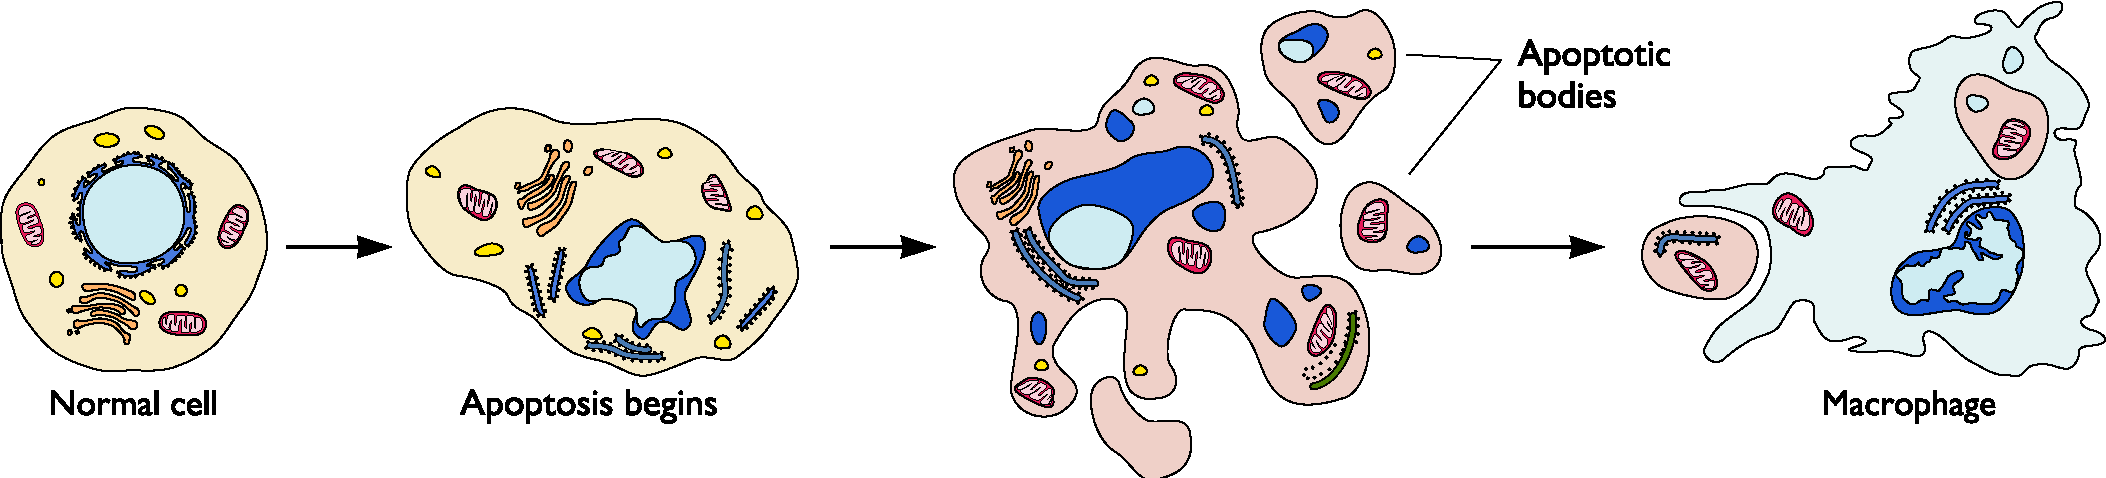 Apoptotic
bodies
Normal cell
Apoptosis begins
Macrophage